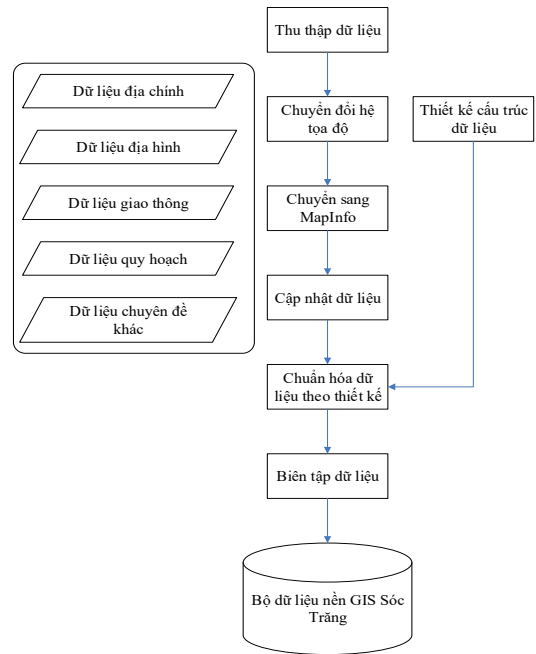 Thu thập dữ liệu
Dữ liệu địa chính
Dữ liệu địa hình
Dữ liệu giao thông
Dữ liệu quy hoạch
Dữ liệu chuyên đề
khác
Chuyển đổi hệ
tọa độ
Thiết kế cấu trúc
dữ liệu
Chuyển sang
MapInfo
Cập nhật dữ liệu
Chuẩn hóa dữ
liệu theo thiết kế
Biên tập dữ liệu
Bộ dữ liệu nền GIS Sóc
Trăng